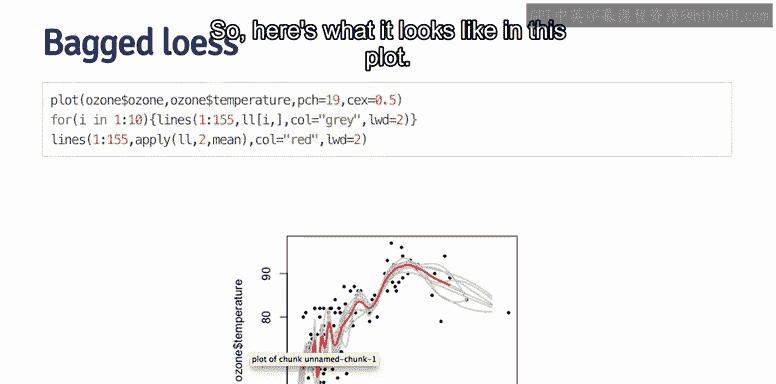 Bagged loess
So, here's what it looks like in this
plot.
plot(ozone$ozone,ozone$temperature,pch=19,cex=0.5)
for(i in 1:10){lines(1:155,ll[i,],col="grey",lwd=2)}
lines(1:155,apply(ll,2,mean),col="red",lwd=2)
ozone$temperature
90
80
plot of chunk unnamed-chunk-1